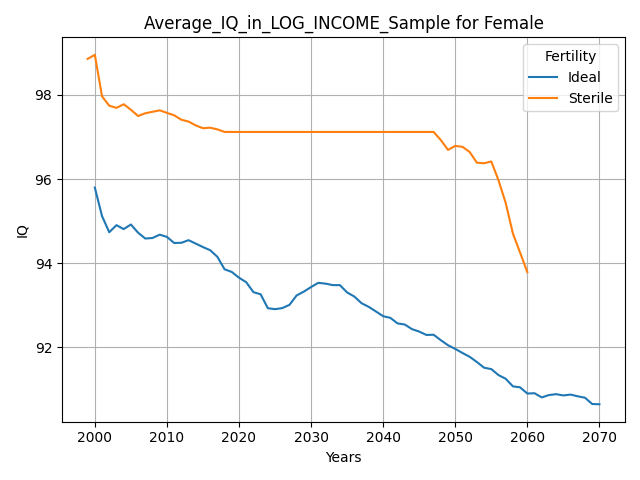 Average_IQ_in_LOG_INCOME_Sample for Female
Fertility
Ideal
Sterile
98
96
94
92
IQ
2000 2010 2020 2030 2040 2050 2060 2070
Years